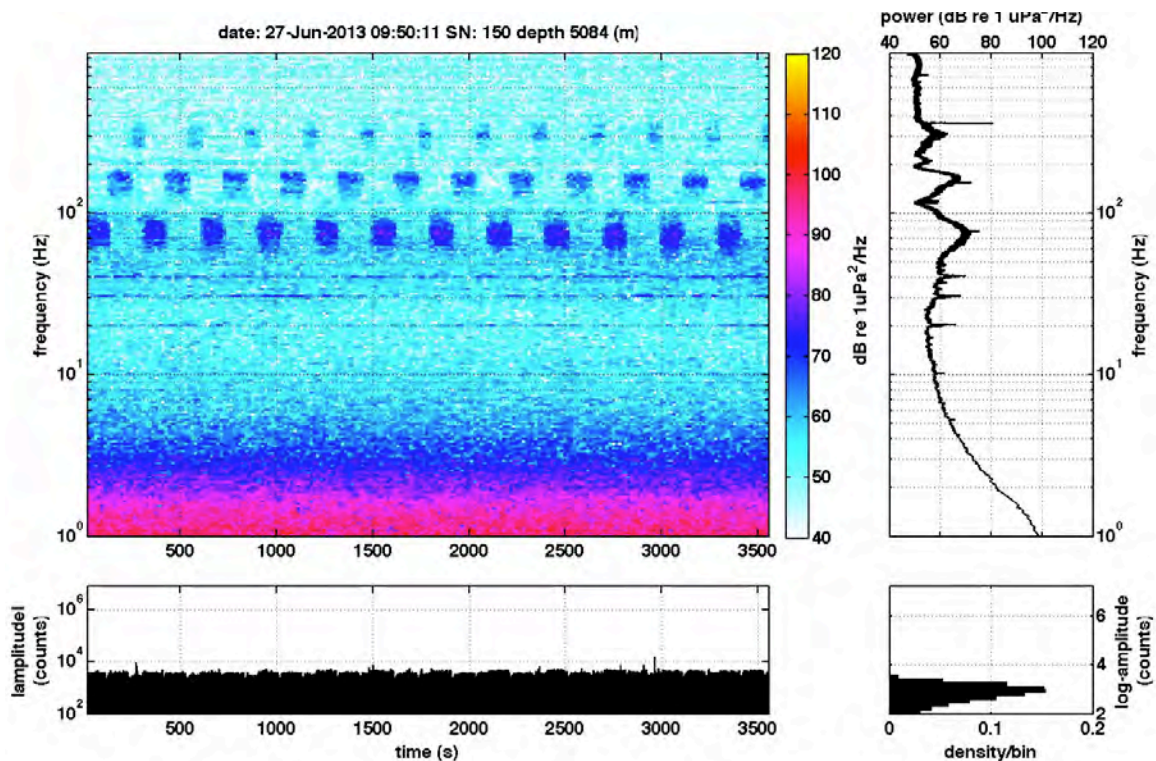 date: 27-Jun-2013 09:50:11 SN: 150 depth 5084 (m)
power (dB re 1 uPa²/Hz)
40 60 80 100 120
frequency (Hz)
10²
10¹
10⁰
500 1000 1500 2000 2500 3000 3500
120
110
100
90
80
70
60
50
40
dB re 1uPa²/Hz
10²
10¹
10⁰
frequency (Hz)
lamplitudel
(counts)
10⁶
10⁴
10²
500 1000 1500 2000 2500 3000 3500
time (s)
6
4
2
log-amplitude
(counts)
0 0.1 0.2
density/bin